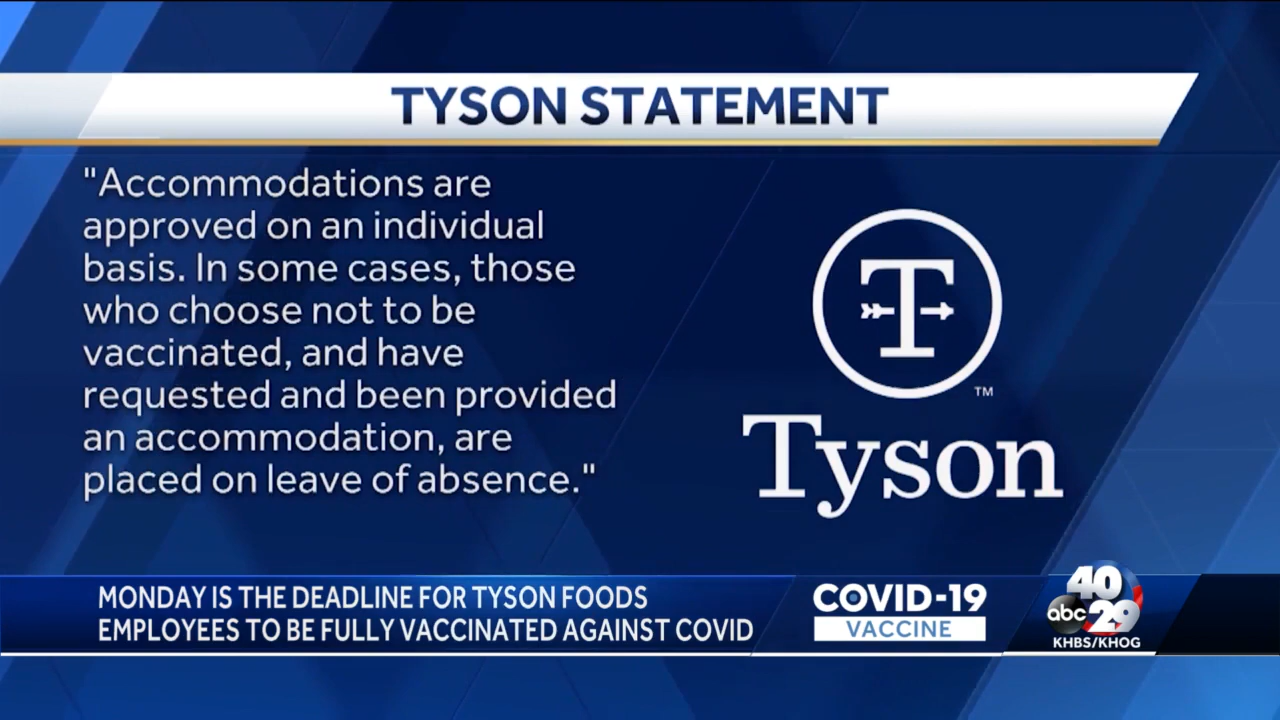 TYSON STATEMENT
"Accommodations are
approved on an individual
basis. In some cases, those
who choose not to be
vaccinated, and have
requested and been provided
an accommodation, are
placed on leave of absence."
T
TM
Tyson
MONDAY IS THE DEADLINE FOR TYSON FOODS
EMPLOYEES TO BE FULLY VACCINATED AGAINST COVID
COVID-19
VACCINE
40
abc 29
KHBS/KHOG